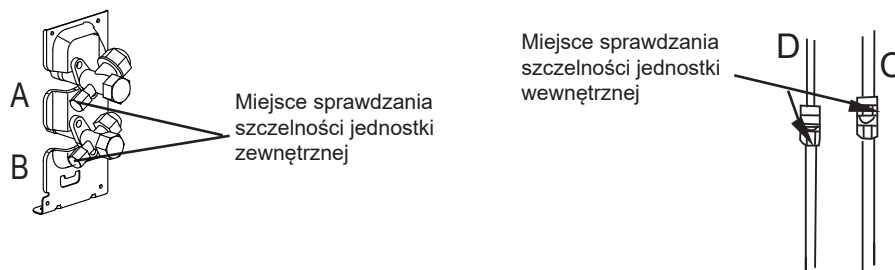 A
B
Miejsce sprawdzania
szczelności jednostki
zewnętrznej
Miejsce sprawdzania
szczelności jednostki
wewnętrznej
D
C